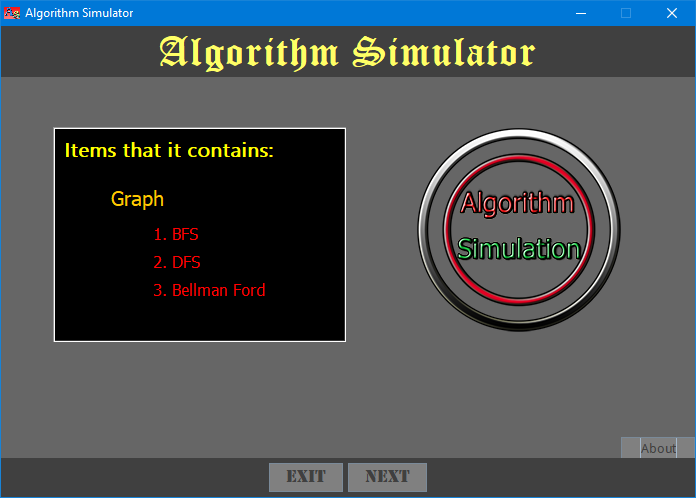 Algorithm Simulator
Algorithm Simulator
Items that it contains:
Graph
1. BFS
2. DFS
3. Bellman Ford
Algorithm
Simulation
About
EXIT
NEXT